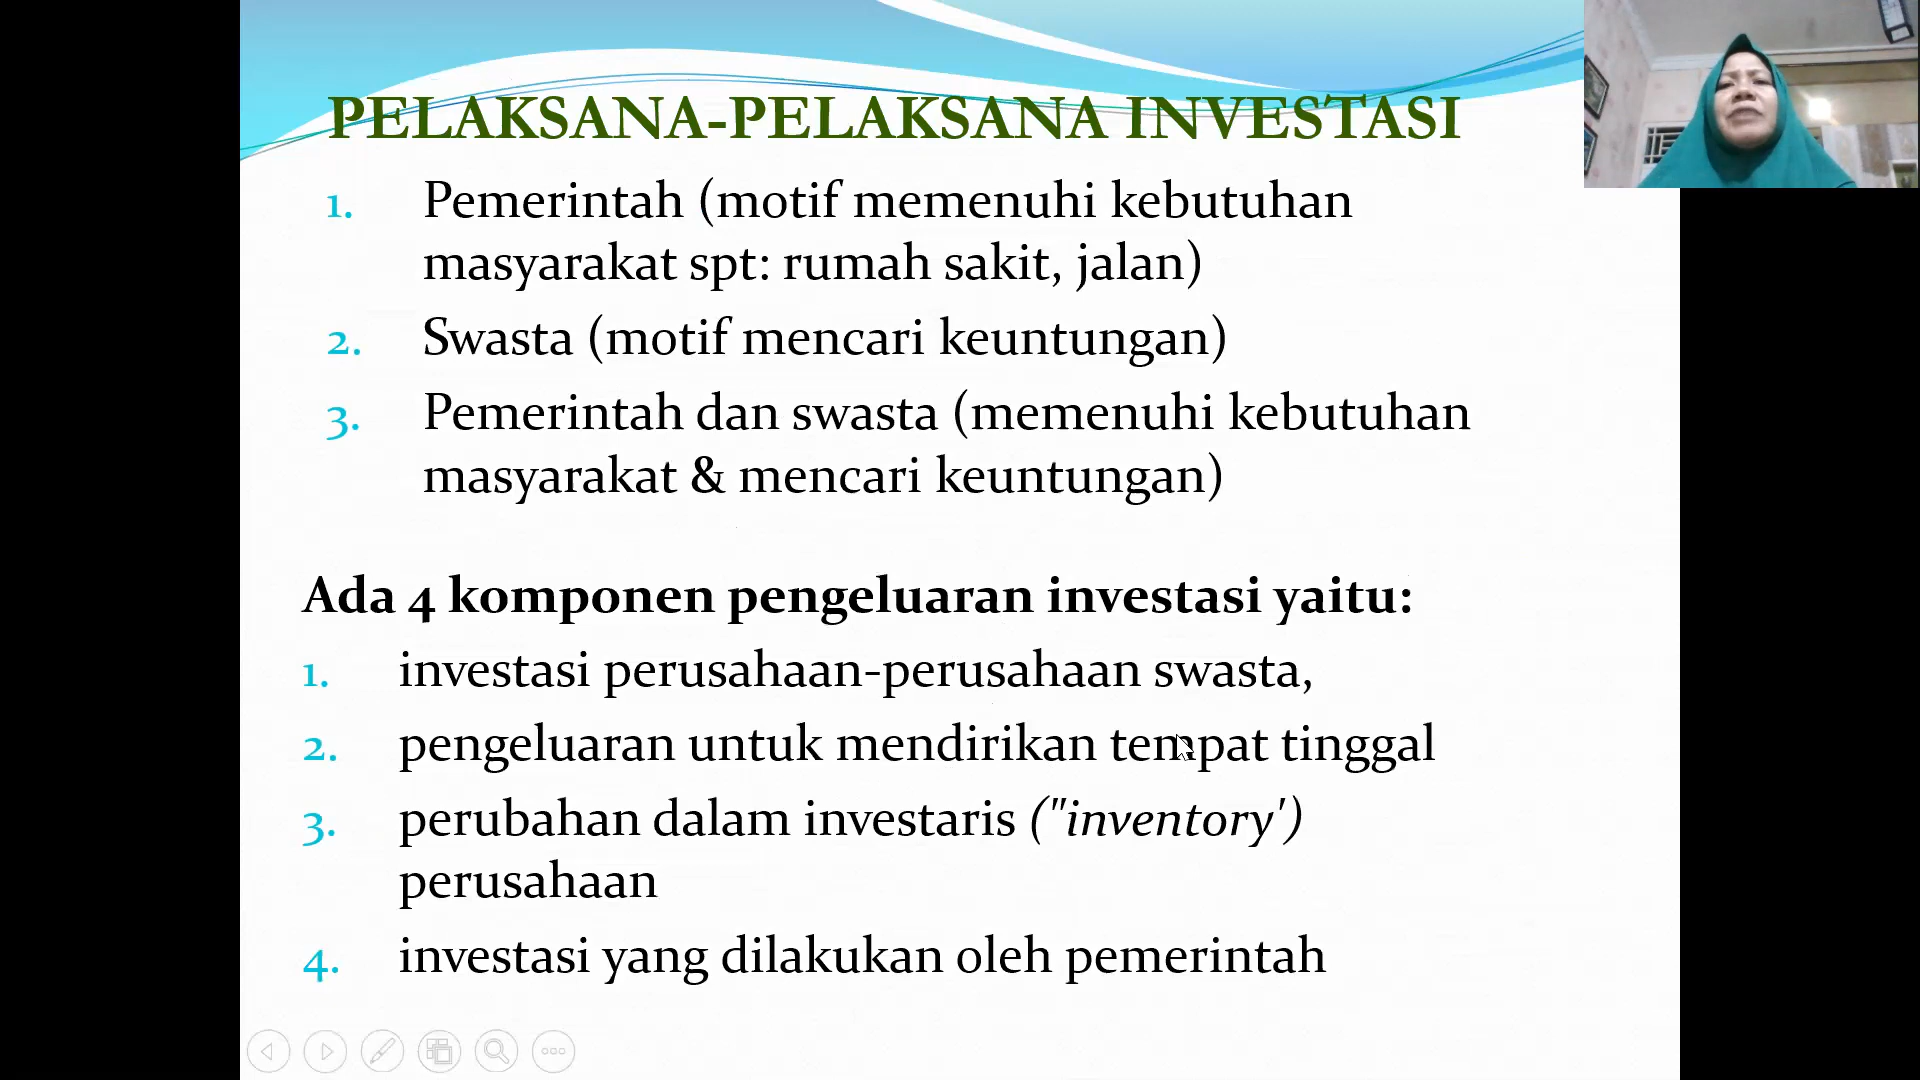 PELAKSANA-PELAKSANA INVESTASI
1. Pemerintah (motif memenuhi kebutuhan
masyarakat spt: rumah sakit, jalan)
2. Swasta (motif mencari keuntungan)
3. Pemerintah dan swasta (memenuhi kebutuhan
masyarakat & mencari keuntungan)
Ada 4 komponen pengeluaran investasi yaitu:
1. investasi perusahaan-perusahaan swasta,
2. pengeluaran untuk mendirikan tempat tinggal
3. perubahan dalam investaris ("inventory')
perusahaan
4. investasi yang dilakukan oleh pemerintah